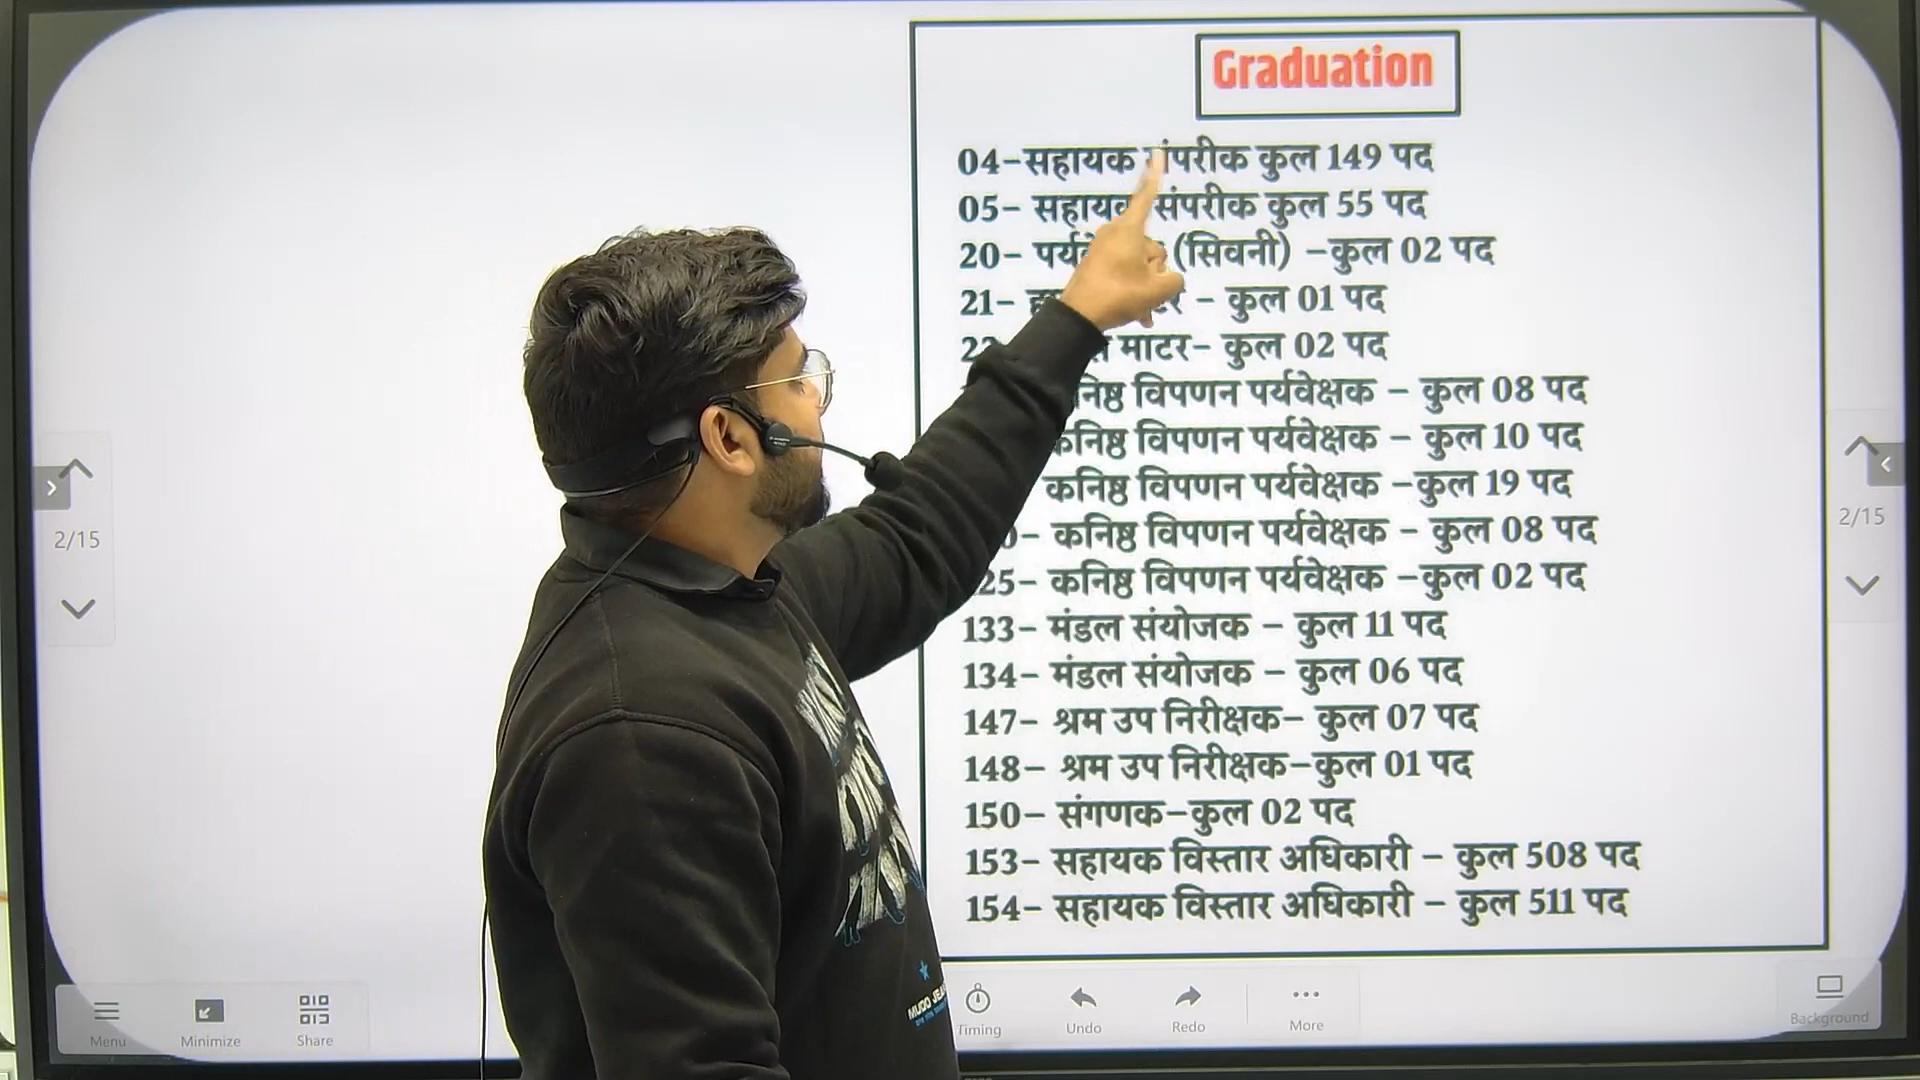 Graduation
04-सहायक संपरीक कुल 149 पद
05- सहायक संपरीक कुल 55 पद
20- (सिवनी) -कुल 02 पद
21- - कुल 01 पद
माटर- कुल 02 पद
कनिष्ठ विपणन पर्यवेक्षक - कुल 08 पद
कनिष्ठ विपणन पर्यवेक्षक - कुल 10 पद
कनिष्ठ विपणन पर्यवेक्षक -कुल 19 पद
कनिष्ठ विपणन पर्यवेक्षक - कुल 08 पद
कनिष्ठ विपणन पर्यवेक्षक -कुल 02 पद
133- मंडल संयोजक - कुल 11 पद
134- मंडल संयोजक - कुल 06 पद
147- श्रम उप निरीक्षक- कुल 07 पद
148- श्रम उप निरीक्षक-कुल 01 पद
150- संगणक-कुल 02 पद
153- सहायक विस्तार अधिकारी - कुल 508 पद
154- सहायक विस्तार अधिकारी - कुल 511 पद
2/15
2/15
Menu
Minimize
Share
Timing
Undo
Redo
More
Background